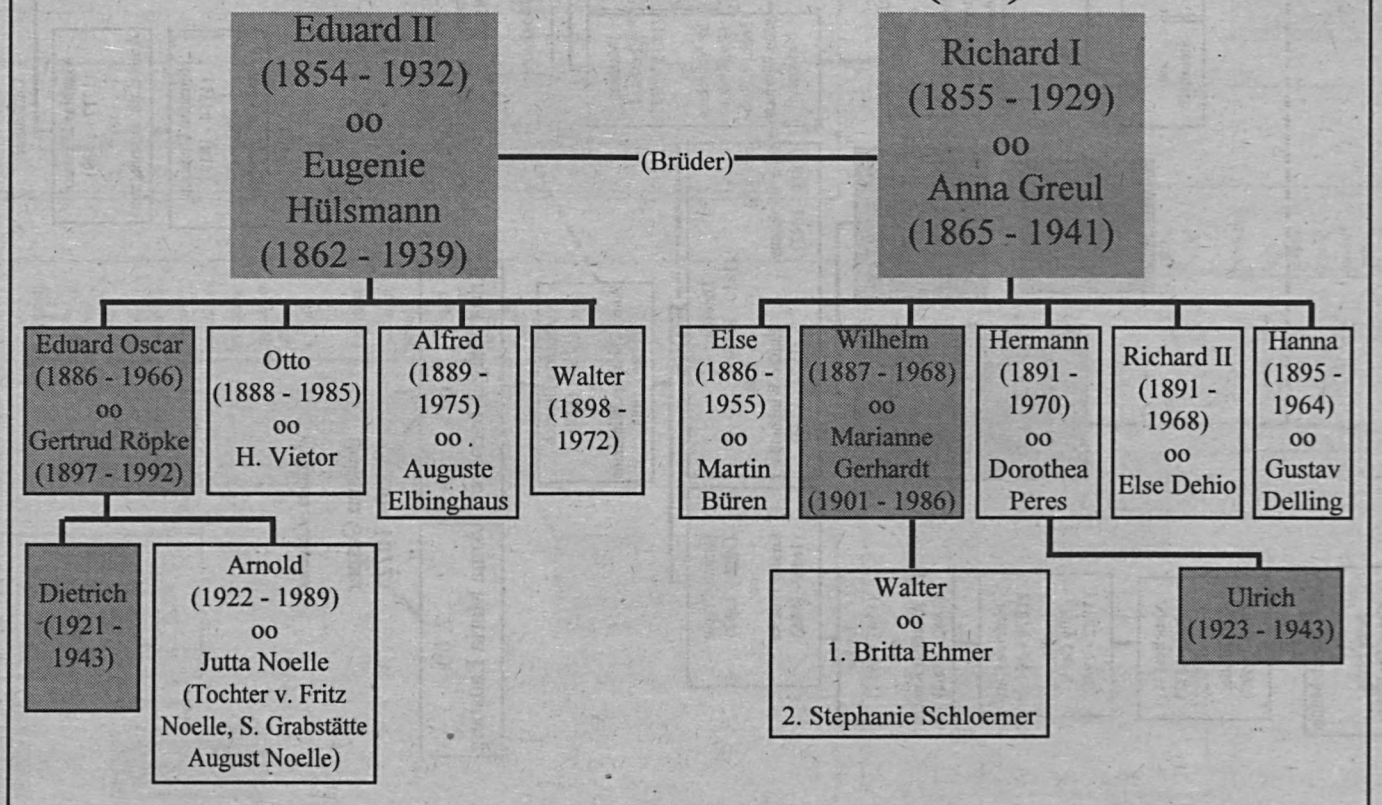 Eduard II
(1854 - 1932)
oo
Eugenie
Hülsmann
(1862 - 1939)
(Brüder)
Richard I
(1855 - 1929)
oo
Anna Greul
(1865 - 1941)
Eduard Oscar
(1886 - 1966)
oo
Gertrud Röpke
(1897 - 1992)
Otto
(1888 - 1985)
oo
H. Vietor
Alfred
(1889 -
1975)
oo
Auguste
Elbinghaus
Walter
(1898 -
1972)
Else
(1886 -
1955)
oo
Martin
Büren
Wilhelm
(1887 - 1968)
oo
Marianne
Gerhardt
(1901 - 1986)
Hermann
(1891 -
1970)
oo
Dorothea
Peres
Richard II
(1891 -
1968)
oo
Else Dehio
Hanna
(1895 -
1964)
oo
Gustav
Delling
Dietrich
(1921 -
1943)
Arnold
(1922 - 1989)
oo
Jutta Noelle
(Tochter v. Fritz
Noelle, S. Grabstätte
August Noelle)
Walter
oo
1. Britta Ehmer
2. Stephanie Schloemer
Ulrich
(1923 - 1943)